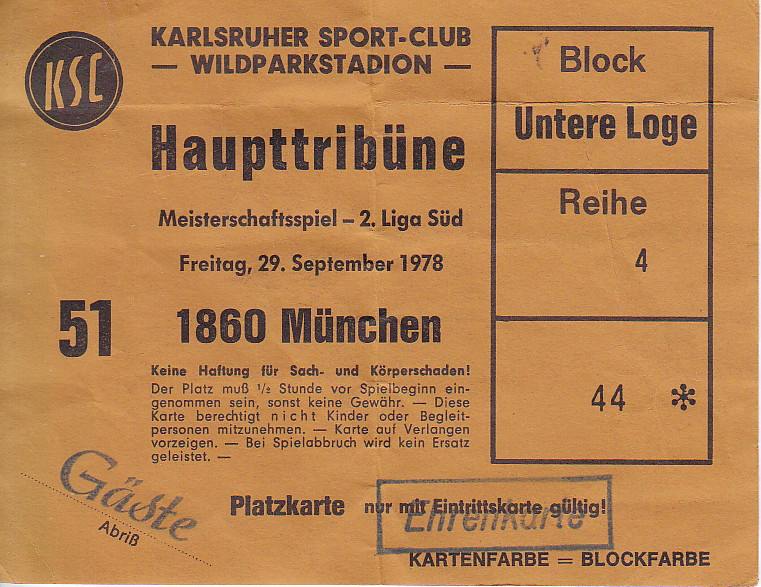 KSC
KARLSRUHER SPORT-CLUB
— WILDPARKSTADION —
Haupttribüne
Meisterschaftsspiel – 2. Liga Süd
Freitag, 29. September 1978
51
1860 München
Keine Haftung für Sach- und Körperschaden!
Der Platz muß ½ Stunde vor Spielbeginn ein-
genommen sein, sonst keine Gewähr. — Diese
Karte berechtigt nicht Kinder oder Begleit-
personen mitzunehmen. — Karte auf Verlangen
vorzeigen. — Bei Spielabbruch wird kein Ersatz
geleistet. —
Block
Untere Loge
Reihe
4
44 *
Gäste
Abriß
Platzkarte nur mit Eintrittskarte gültig!
Ehrenkarte
KARTENFARBE = BLOCKFARBE